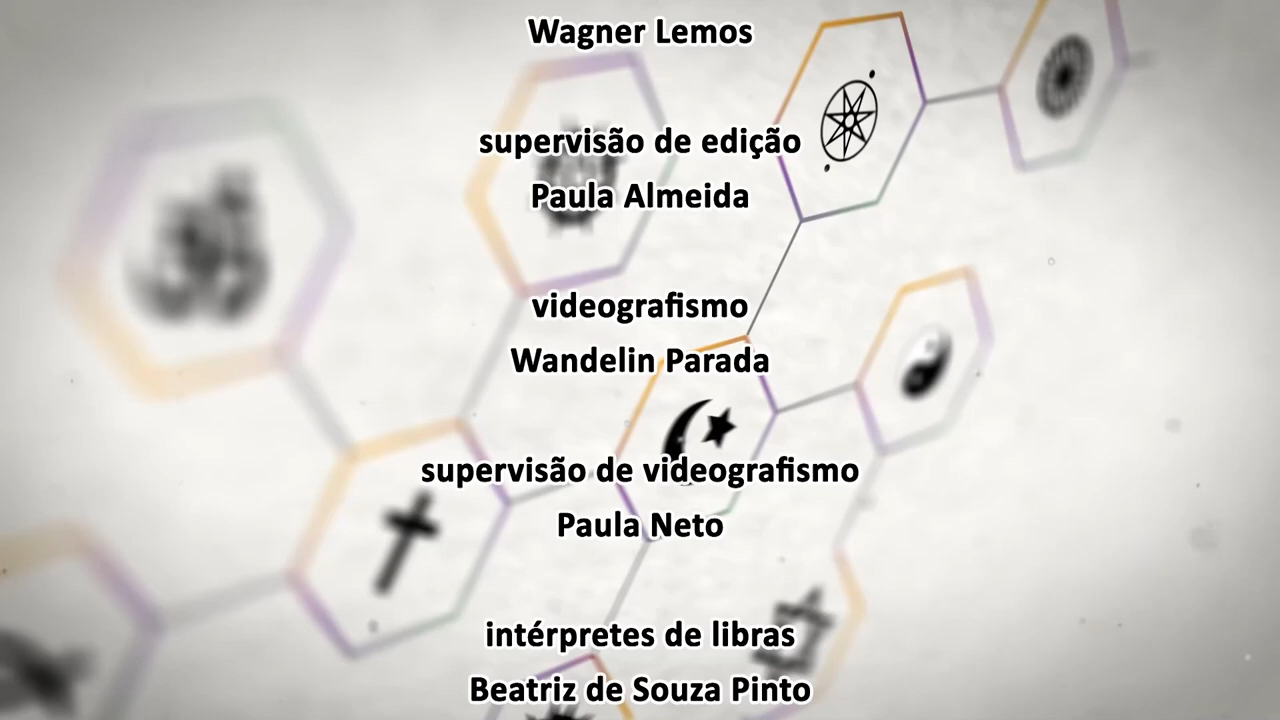 Wagner Lemos
supervisão de edição
Paula Almeida
videografismo
Wandelin Parada
supervisão de videografismo
Paula Neto
intérpretes de libras
Beatriz de Souza Pinto